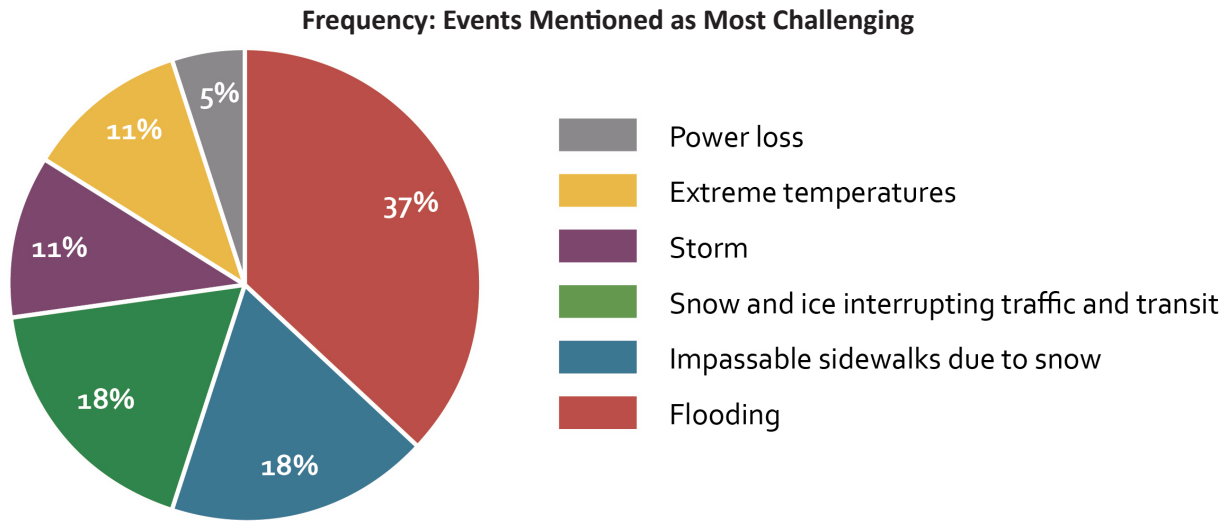 Frequency: Events Mentioned as Most Challenging
5%
11%
37%
11%
18%
18%
Power loss
Extreme temperatures
Storm
Snow and ice interrupting traffic and transit
Impassable sidewalks due to snow
Flooding